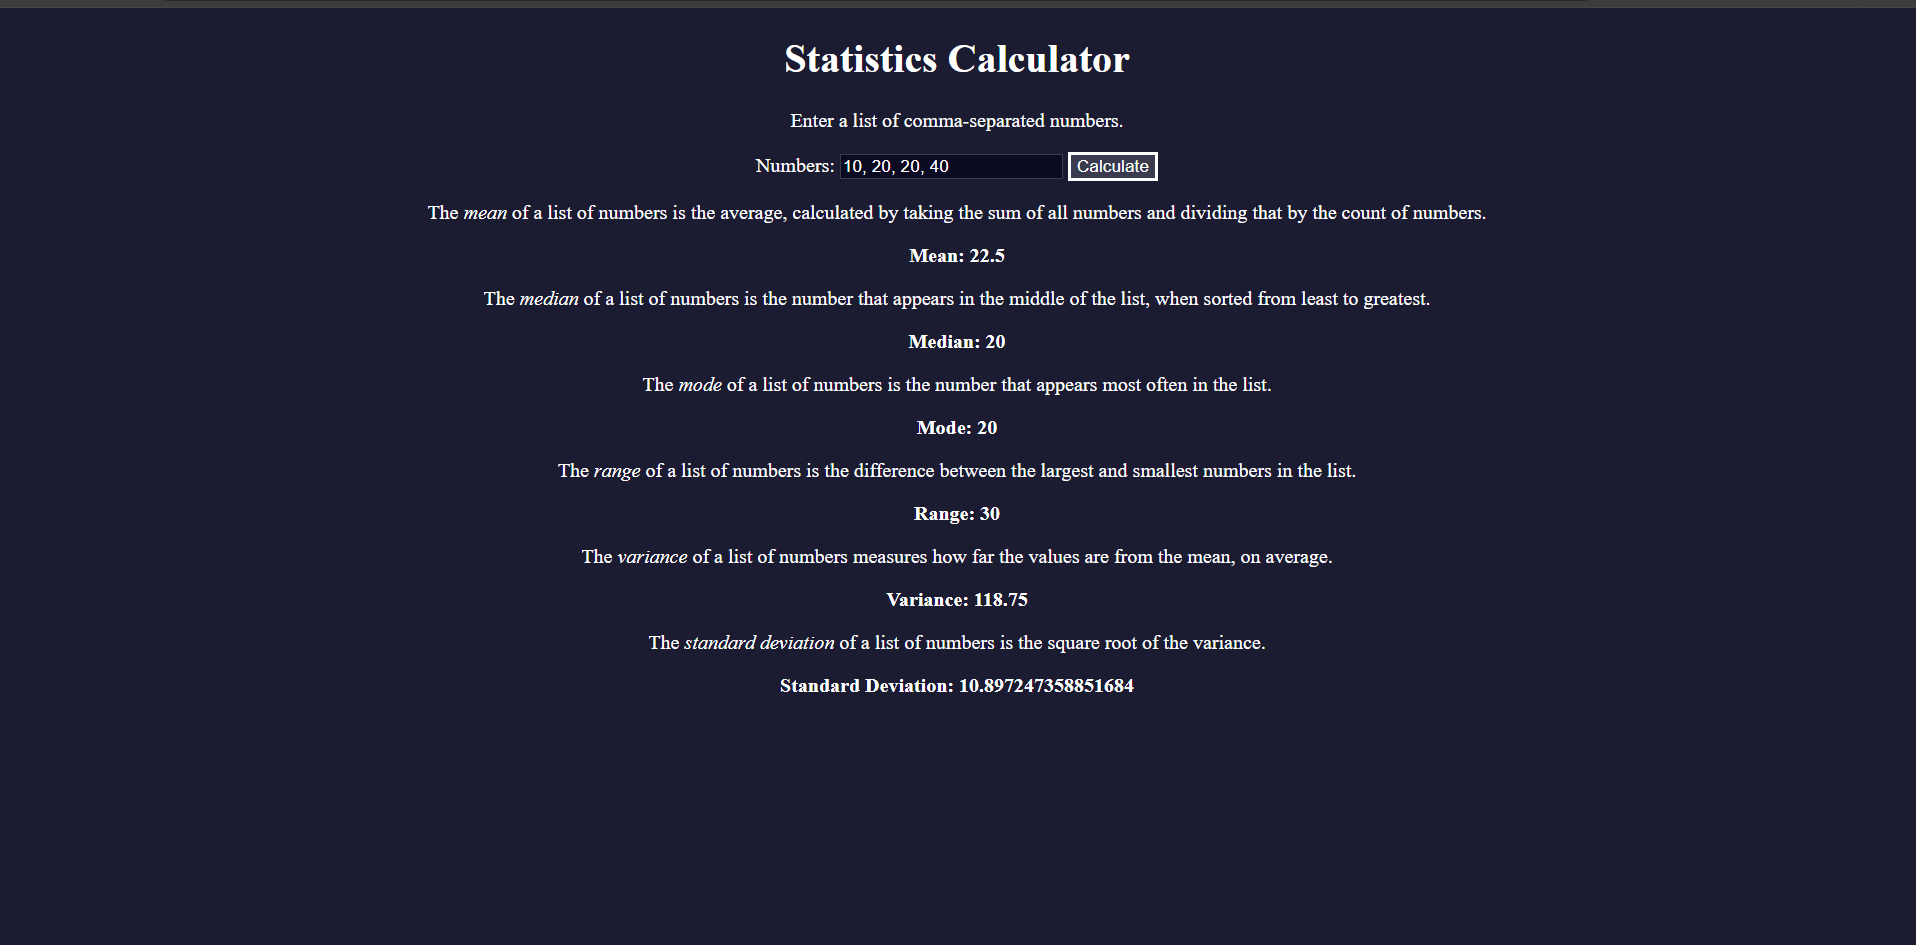 Statistics Calculator
Enter a list of comma-separated numbers.
Numbers: 10, 20, 20, 40 Calculate
The mean of a list of numbers is the average, calculated by taking the sum of all numbers and dividing that by the count of numbers.
Mean: 22.5
The median of a list of numbers is the number that appears in the middle of the list, when sorted from least to greatest.
Median: 20
The mode of a list of numbers is the number that appears most often in the list.
Mode: 20
The range of a list of numbers is the difference between the largest and smallest numbers in the list.
Range: 30
The variance of a list of numbers measures how far the values are from the mean, on average.
Variance: 118.75
The standard deviation of a list of numbers is the square root of the variance.
Standard Deviation: 10.897247358851684